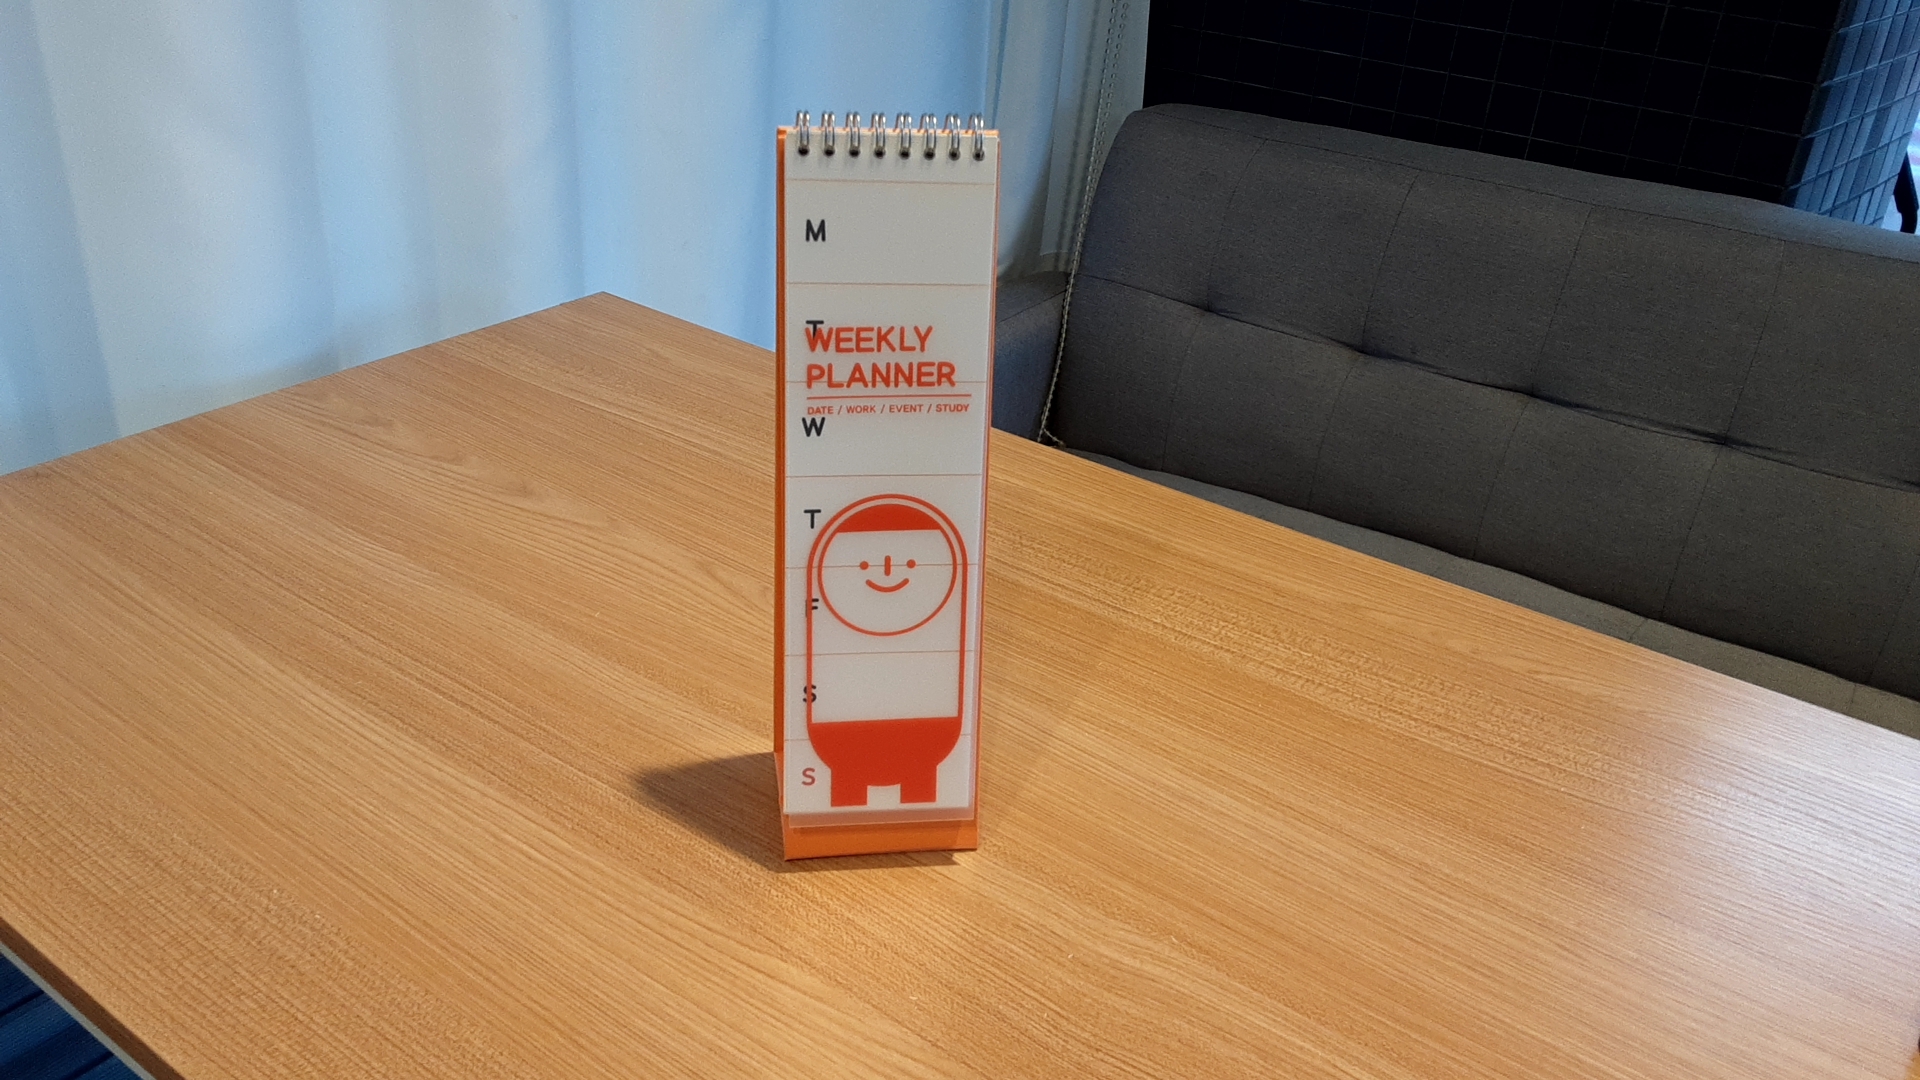 M
T
WEEKLY
PLANNER
DATE / WORK / EVENT / STUDY
W
T
F
S
S